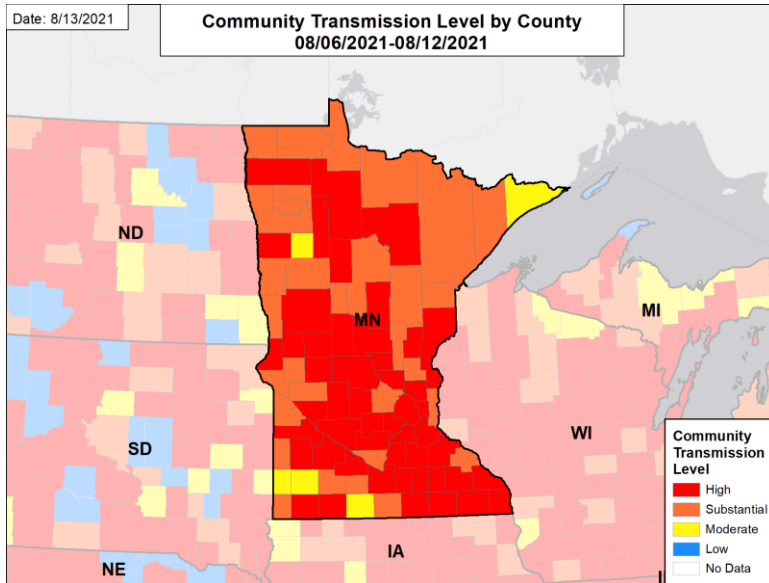 Date: 8/13/2021
Community Transmission Level by County
08/06/2021-08/12/2021
ND
MN
MI
SD
WI
IA
NE
Community
Transmission
Level
High
Substantial
Moderate
Low
No Data